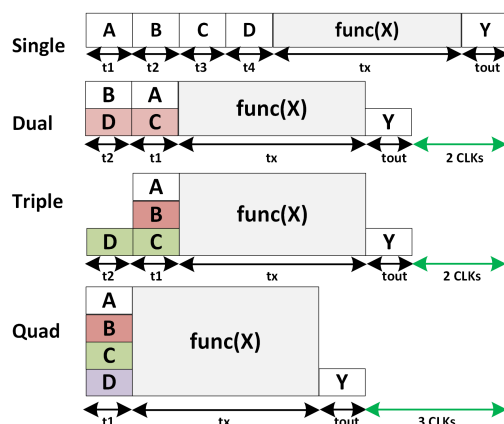 Single A B C D func(X) Y
t1 t2 t3 t4 tx tout
B A
Dual D C func(X) Y
t2 t1 tx tout 2 CLKs
A
Triple B func(X)
D C Y
t2 t1 tx tout 2 CLKs
A
Quad B func(X)
C
D Y
t1 tx tout 3 CLKs